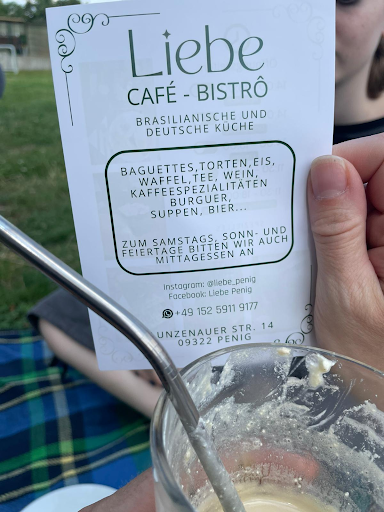 Liebe
CAFÉ - BISTRÔ
BRASILIANISCHE UND
DEUTSCHE KÜCHE
BAGUETTES,TORTEN,EIS,
WAFFEL,TEE, WEIN,
KAFFEESPEZIALITÄTEN
BURGUER,
SUPPEN, BIER...
ZUM SAMSTAGS, SONN- UND
FEIERTAGE BITTEN WIR AUCH
MITTAGESSEN AN
Instagram: @liebe_penig
Facebook: Liebe Penig
+49 152 5911 9177
UNZENAUER STR. 14
09322 PENIG